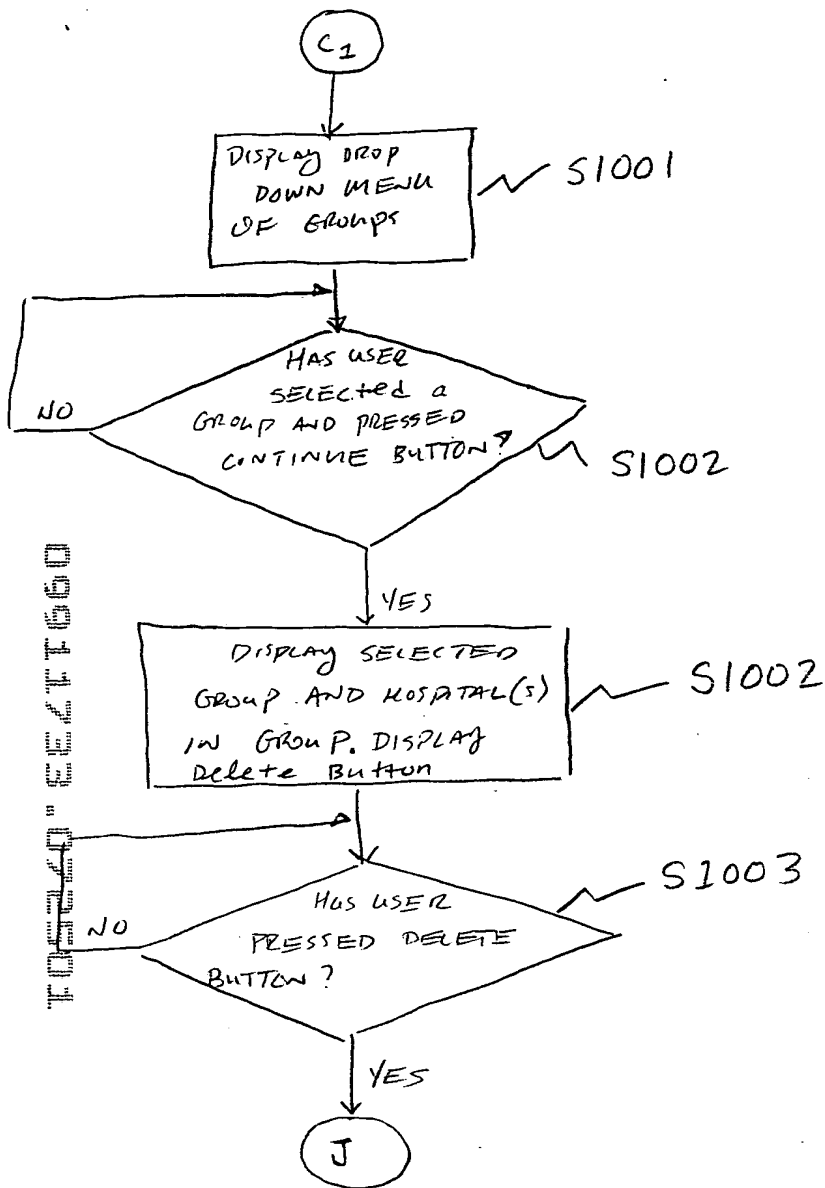 C1
DISPLAY DROP
DOWN MENU
OF GROUPS
S1001
HAS USER
SELECTED a
GROUP AND PRESSED
CONTINUE BUTTON?
NO
S1002
YES
DISPLAY SELECTED
GROUP AND HOSPITAL(S)
IN GROUP. DISPLAY
Delete Button
S1002
HAS USER
PRESSED DELETE
BUTTON?
NO
S1003
YES
J
09911733.072501